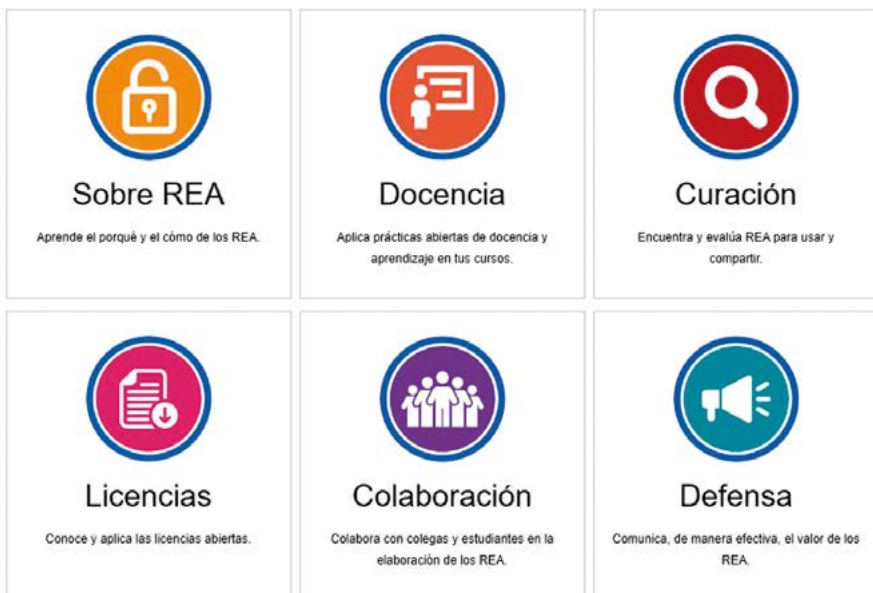 Sobre REA
Aprende el porqué y el cómo de los REA.
Docencia
Aplica prácticas abiertas de docencia y
aprendizaje en tus cursos.
Curación
Encuentra y evalúa REA para usar y
compartir.
Licencias
Conoce y aplica las licencias abiertas.
Colaboración
Colabora con colegas y estudiantes en la
elaboración de los REA.
Defensa
Comunica, de manera efectiva, el valor de los
REA.